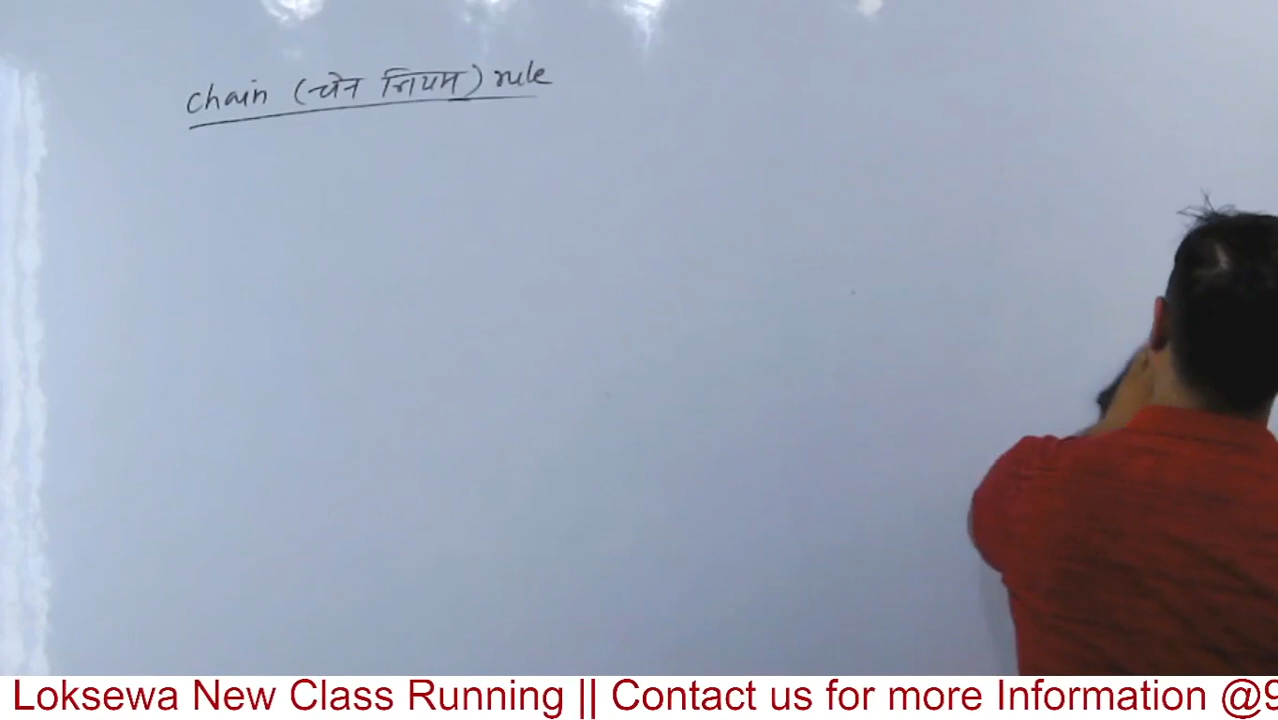 chain (चेन नियम) rule
Loksewa New Class Running || Contact us for more Information @9